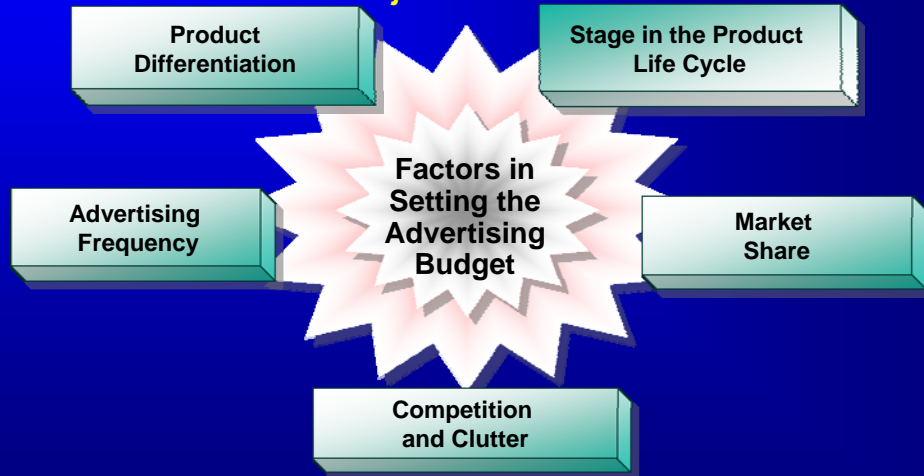 Product
Differentiation
Stage in the Product
Life Cycle
Factors in
Setting the
Advertising
Budget
Advertising
Frequency
Market
Share
Competition
and Clutter